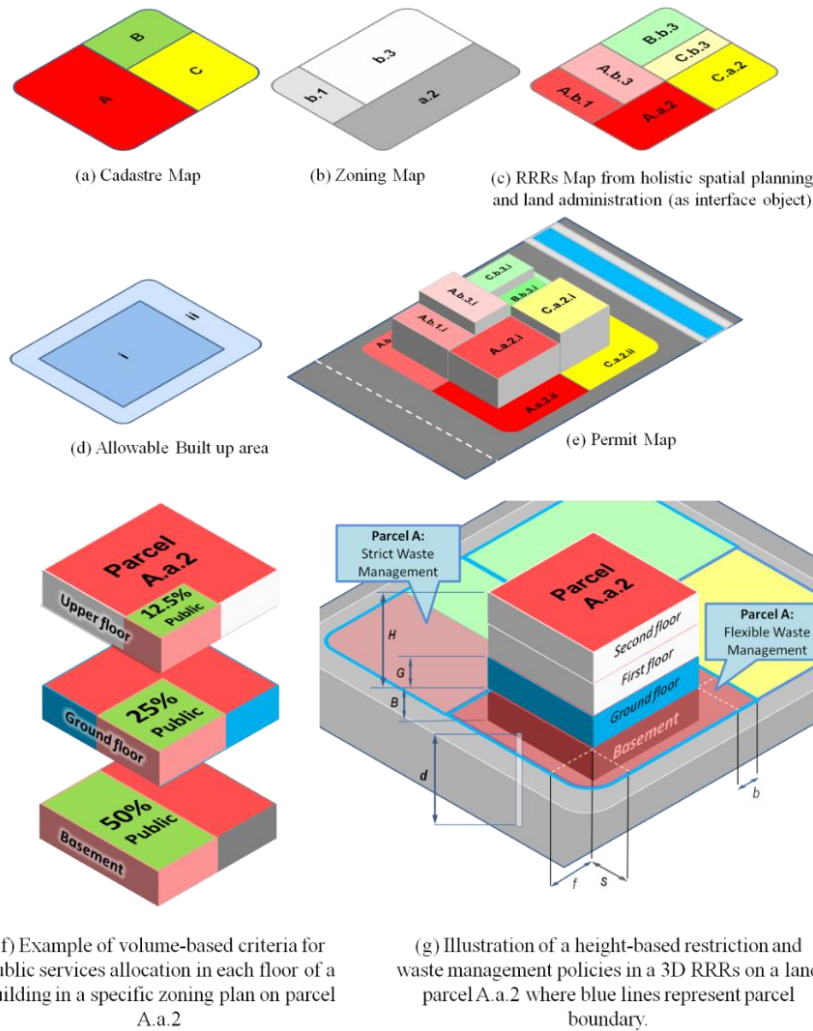 B
A
C
(a) Cadastre Map
b.3
b.1
a.2
(b) Zoning Map
B.b.3
A.b.3
C.b.3
A.b.1
C.a.2
A.a.2
(c) RRRs Map from holistic spatial planning
and land administration (as interface object)
ii
i
(d) Allowable Built up area
C.b.3.i
A.b.3.i
B.b.3.i
C.a.2.i
A.b.1.i
A.b
A.a.2.i
C.a.2.ii
A.a.2.ii
(e) Permit Map
Parcel
A.a.2
12.5%
Public
Upper floor
25%
Public
Ground floor
50%
Public
Basement
f) Example of volume-based criteria for
ublic services allocation in each floor of a
uilding in a specific zoning plan on parcel
A.a.2
Parcel A:
Strict Waste
Management
Parcel
A.a.2
Parcel A:
Flexible Waste
Management
Second floor
First floor
Ground floor
Basement
H
G
B
d
b
f
s
(g) Illustration of a height-based restriction and
waste management policies in a 3D RRRs on a lan
parcel A.a.2 where blue lines represent parcel
boundary.